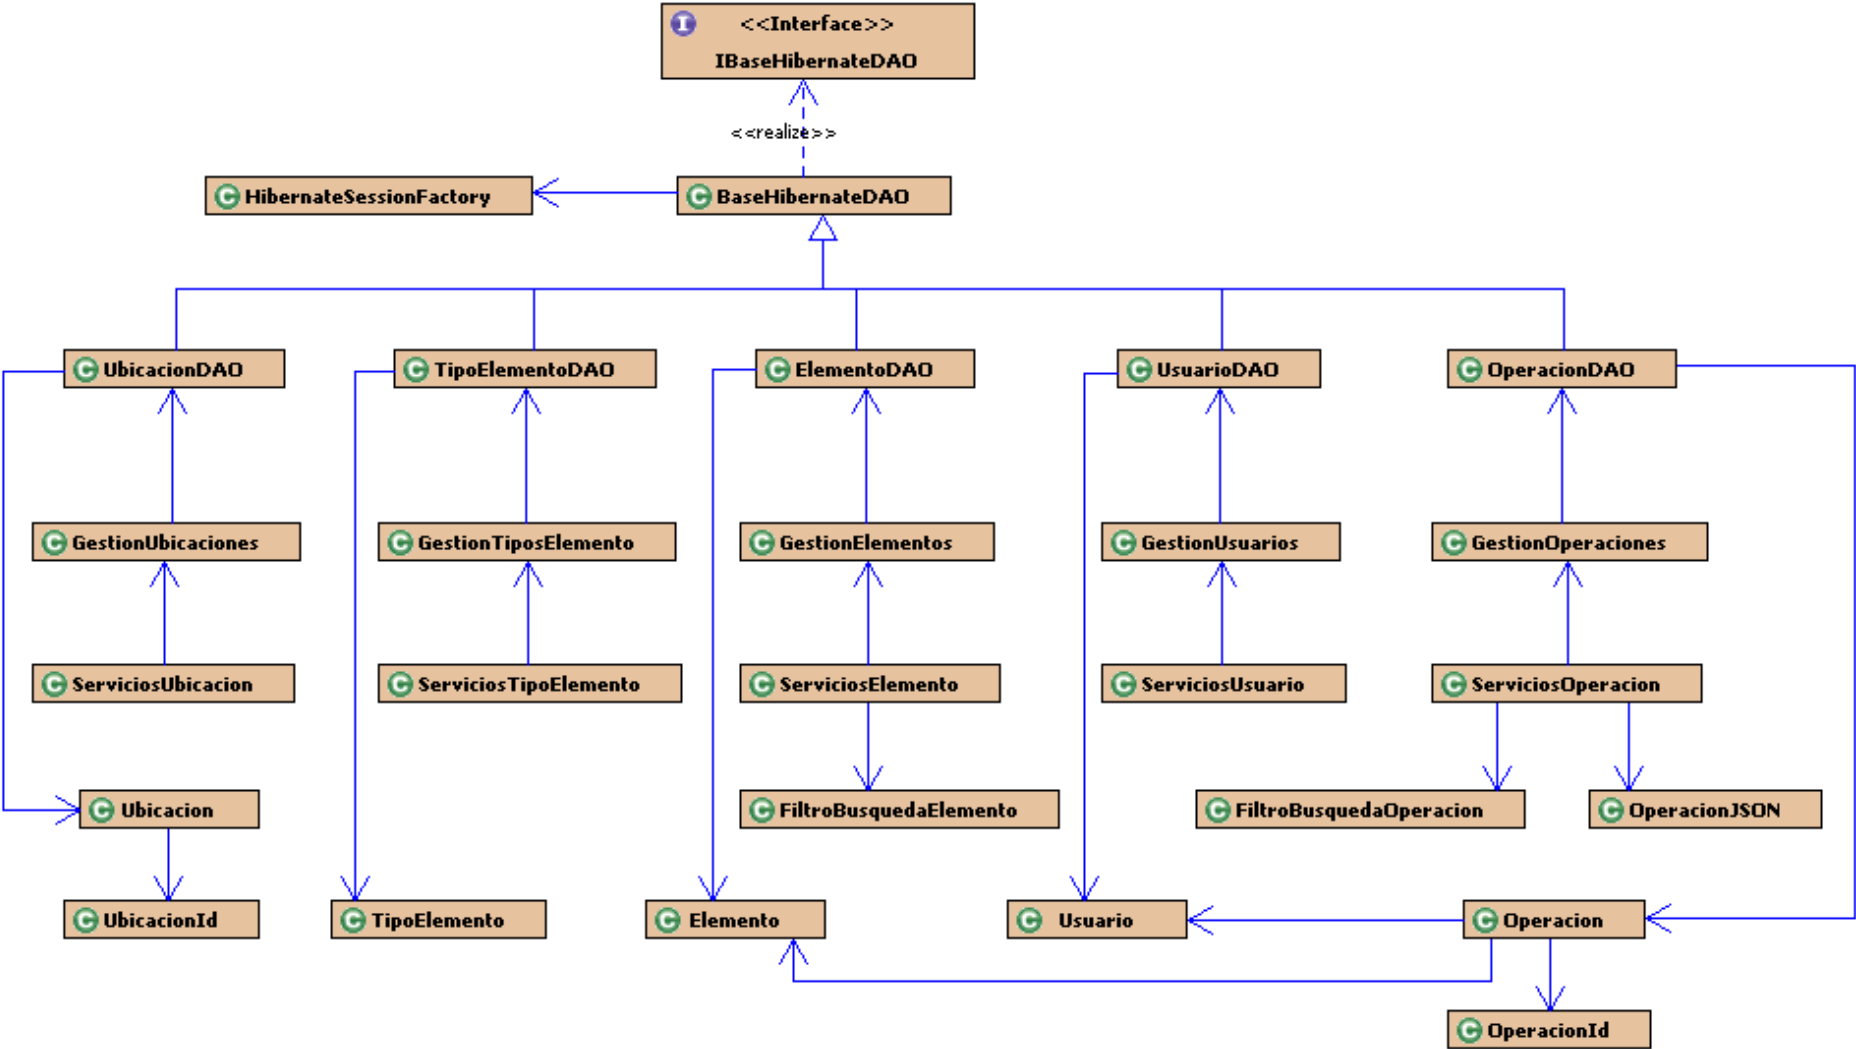 <<Interface>>
IBaseHibernateDAO
<<realize>>
HibernateSessionFactory
BaseHibernateDAO
UbicacionDAO
TipoElementoDAO
ElementoDAO
UsuarioDAO
OperacionDAO
GestionUbicaciones
GestionTiposElemento
GestionElementos
GestionUsuarios
GestionOperaciones
ServiciosUbicacion
ServiciosTipoElemento
ServiciosElemento
ServiciosUsuario
ServiciosOperacion
Ubicacion
FiltroBusquedaElemento
FiltroBusquedaOperacion
OperacionJSON
UbicacionId
TipoElemento
Elemento
Usuario
Operacion
OperacionId